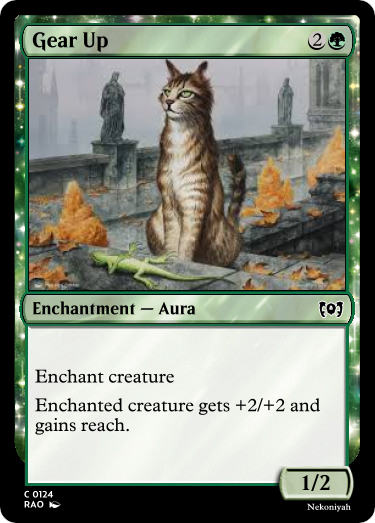 Gear Up 2
Enchantment — Aura
Enchant creature
Enchanted creature gets +2/+2 and
gains reach.
1/2
C 0124
RAO
Nekoniyah